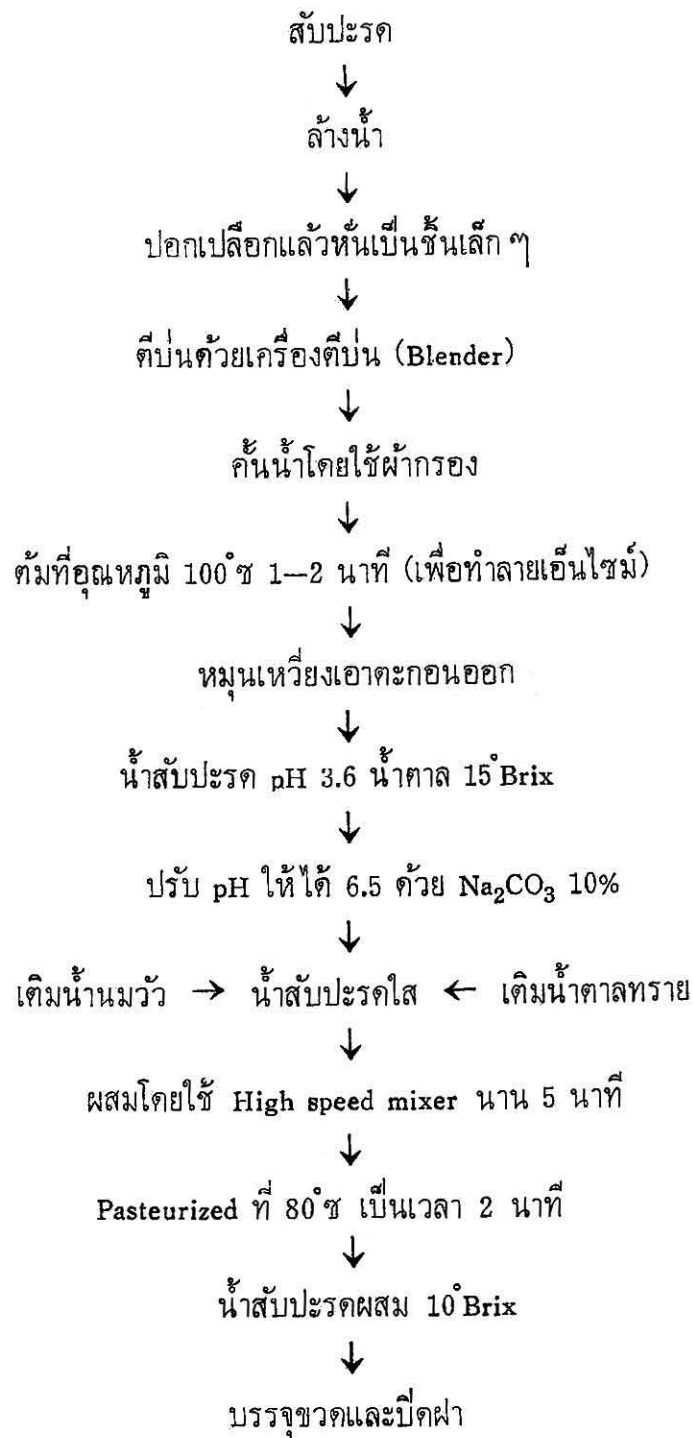 สับปะรด
↓
ล้างน้ำ
↓
ปอกเปลือกแล้วหั่นเป็นชิ้นเล็ก ๆ
↓
ตีป่นด้วยเครื่องตีป่น (Blender)
↓
คั้นน้ำโดยใช้ผ้ากรอง
↓
ต้มที่อุณหภูมิ 100°ซ 1—2 นาที (เพื่อทำลายเอ็นไซม์)
↓
หมุนเหวี่ยงเอาตะกอนออก
↓
น้ำสับปะรด pH 3.6 น้ำตาล 15°Brix
↓
ปรับ pH ให้ได้ 6.5 ด้วย Na₂CO₃ 10%
↓
เติมน้ำนมวัว → น้ำสับปะรดใส ← เติมน้ำตาลทราย
↓
ผสมโดยใช้ High speed mixer นาน 5 นาที
↓
Pasteurized ที่ 80°ซ เป็นเวลา 2 นาที
↓
น้ำสับปะรดผสม 10°Brix
↓
บรรจุขวดและปิดฝา